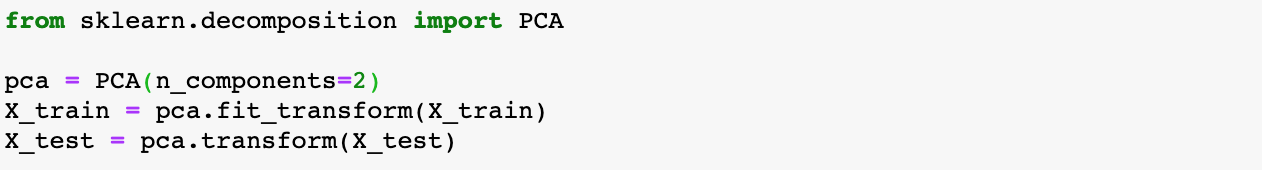 from sklearn.decomposition import PCA
pca = PCA(n_components=2)
X_train = pca.fit_transform(X_train)
X_test = pca.transform(X_test)